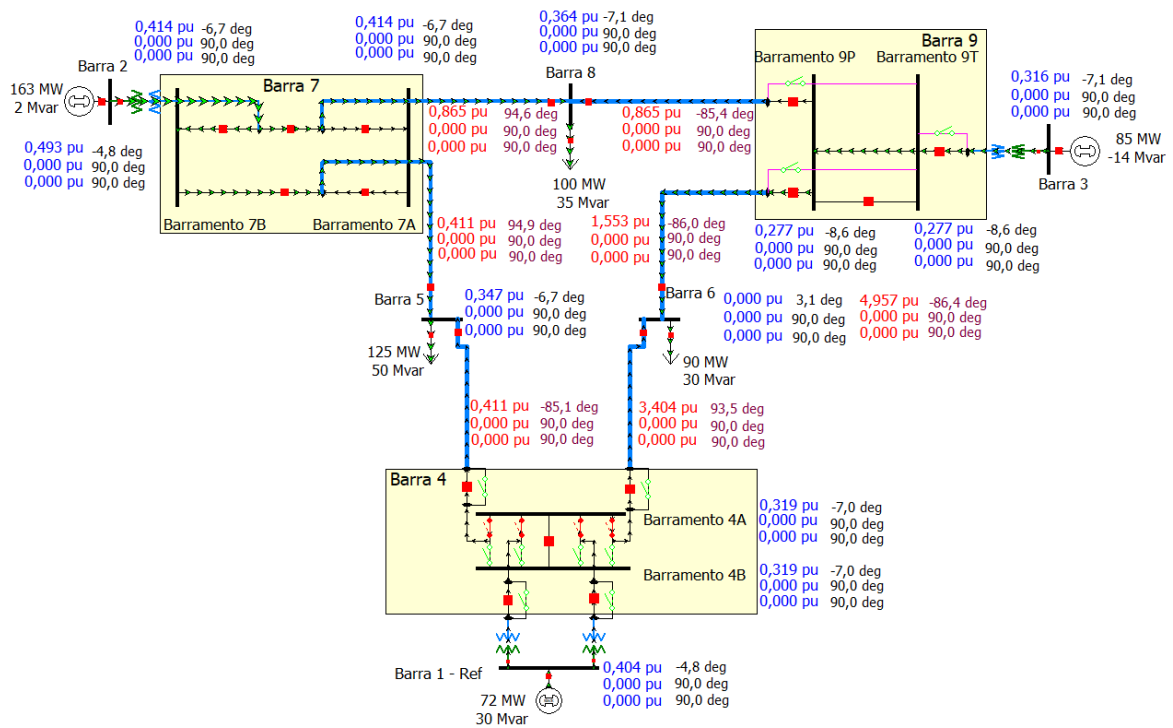 0,414 pu -6,7 deg
0,000 pu 90,0 deg
0,000 pu 90,0 deg
0,414 pu -6,7 deg
0,000 pu 90,0 deg
0,000 pu 90,0 deg
0,364 pu -7,1 deg
0,000 pu 90,0 deg
0,000 pu 90,0 deg
Barra 2
163 MW
2 Mvar
0,493 pu -4,8 deg
0,000 pu 90,0 deg
0,000 pu 90,0 deg
Barra 7
Barramento 7B
Barramento 7A
Barra 8
0,865 pu 94,6 deg
0,000 pu 90,0 deg
0,000 pu 90,0 deg
0,865 pu -85,4 deg
0,000 pu 90,0 deg
0,000 pu 90,0 deg
100 MW
35 Mvar
Barra 9
Barramento 9P
Barramento 9T
0,316 pu -7,1 deg
0,000 pu 90,0 deg
0,000 pu 90,0 deg
85 MW
-14 Mvar
Barra 3
0,411 pu 94,9 deg
0,000 pu 90,0 deg
0,000 pu 90,0 deg
1,553 pu -86,0 deg
0,000 pu 90,0 deg
0,000 pu 90,0 deg
0,277 pu -8,6 deg
0,000 pu 90,0 deg
0,000 pu 90,0 deg
0,277 pu -8,6 deg
0,000 pu 90,0 deg
0,000 pu 90,0 deg
Barra 5
0,347 pu -6,7 deg
0,000 pu 90,0 deg
0,000 pu 90,0 deg
125 MW
50 Mvar
Barra 6
0,000 pu 3,1 deg
0,000 pu 90,0 deg
0,000 pu 90,0 deg
4,957 pu -86,4 deg
0,000 pu 90,0 deg
0,000 pu 90,0 deg
90 MW
30 Mvar
0,411 pu -85,1 deg
0,000 pu 90,0 deg
0,000 pu 90,0 deg
3,404 pu 93,5 deg
0,000 pu 90,0 deg
0,000 pu 90,0 deg
Barra 4
Barramento 4A
0,319 pu -7,0 deg
0,000 pu 90,0 deg
0,000 pu 90,0 deg
Barramento 4B
0,319 pu -7,0 deg
0,000 pu 90,0 deg
0,000 pu 90,0 deg
Barra 1 - Ref
0,404 pu -4,8 deg
0,000 pu 90,0 deg
0,000 pu 90,0 deg
72 MW
30 Mvar